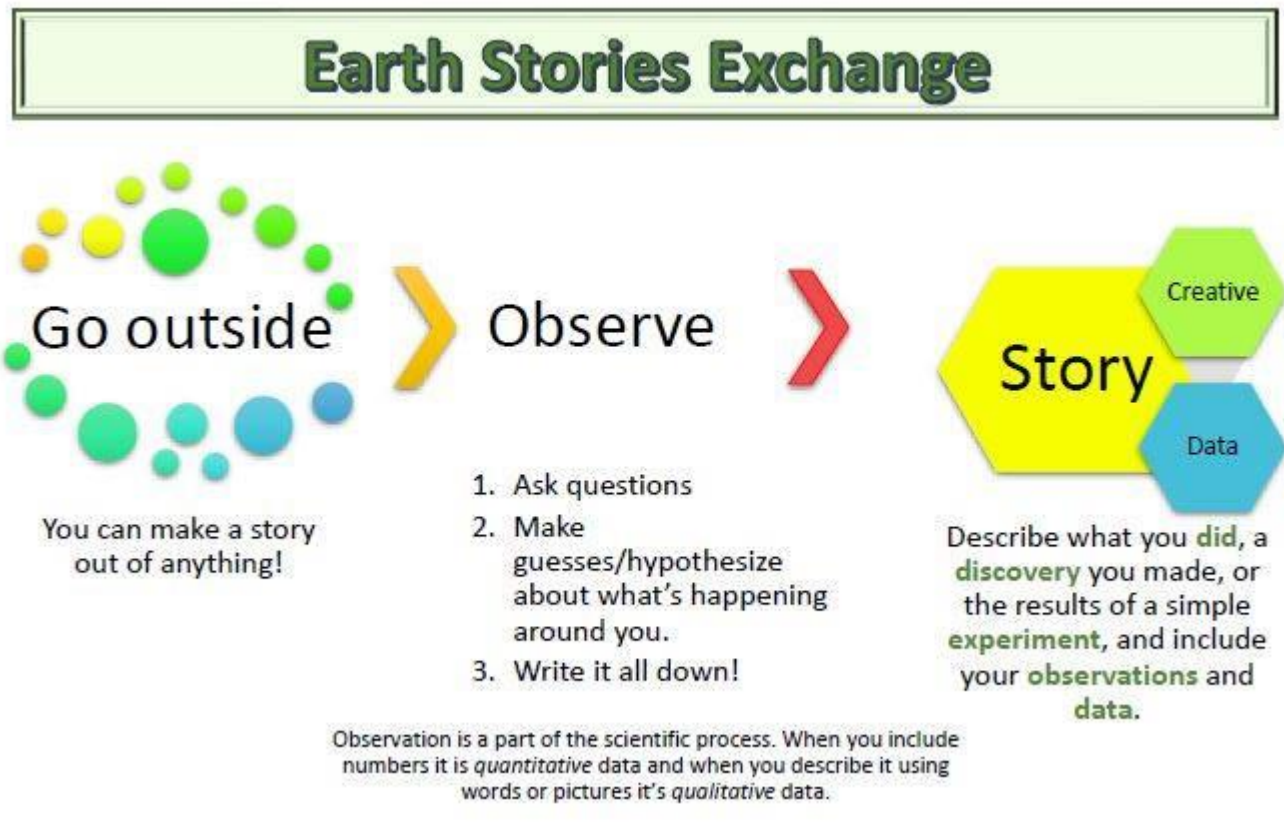 Earth Stories Exchange
Go outside
You can make a story
out of anything!
Observe
1. Ask questions
2. Make
guesses/hypothesize
about what's happening
around you.
3. Write it all down!
Story
Creative
Data
Describe what you did, a
discovery you made, or
the results of a simple
experiment, and include
your observations and
data.
Observation is a part of the scientific process. When you include
numbers it is quantitative data and when you describe it using
words or pictures it's qualitative data.